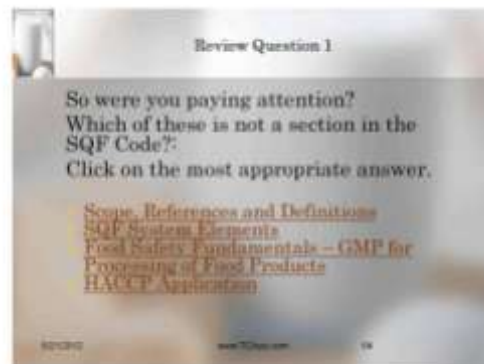 Review Question 1
So were you paying attention?
Which of these is not a section in the
SQF Code?:
Click on the most appropriate answer.
Scope, References and Definitions
SQF System Elements
Food Safety Fundamentals – GMP for
Processing of Food Products
HACCP Application